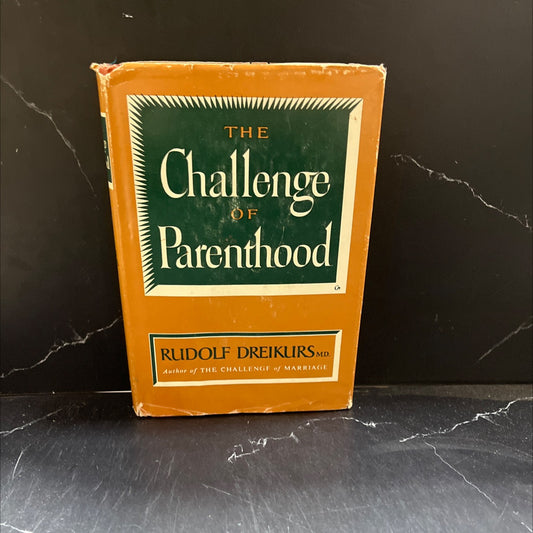 THE
Challenge
OF
Parenthood
RUDOLF DREIKURS M.D.
Author of THE CHALLENGE of MARRIAGE